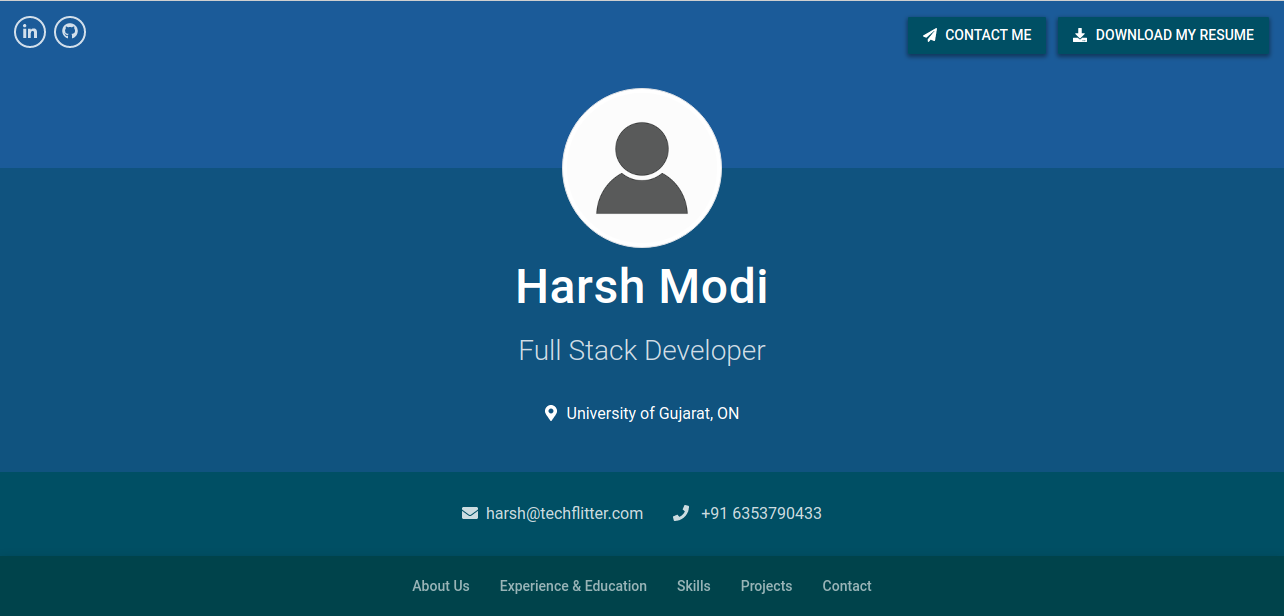 in
CONTACT ME
DOWNLOAD MY RESUME
Harsh Modi
Full Stack Developer
University of Gujarat, ON
harsh@techflitter.com
+91 6353790433
About Us
Experience & Education
Skills
Projects
Contact